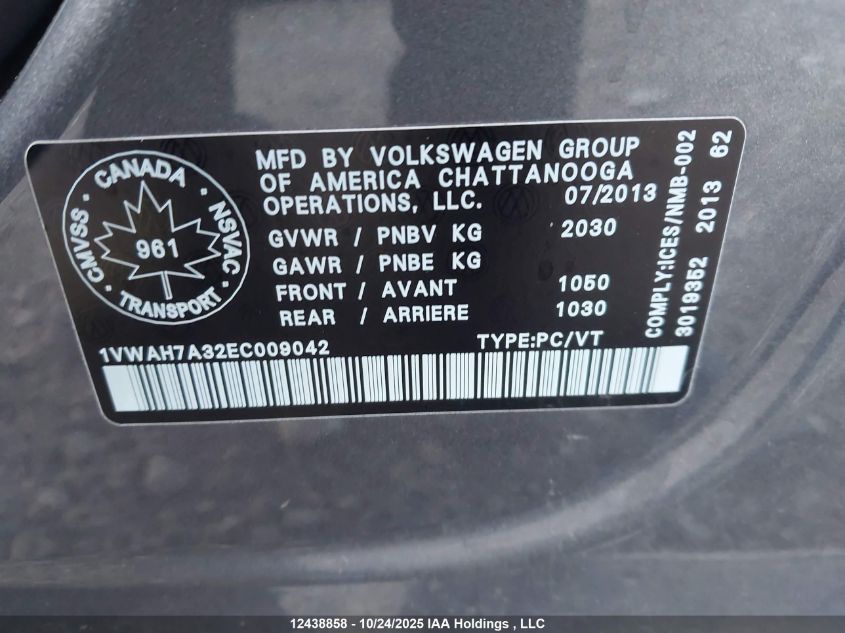 CANADA
CMVSS
NSVAC
961
TRANSPORT
MFD BY VOLKSWAGEN GROUP
OF AMERICA CHATTANOOGA
OPERATIONS, LLC. 07/2013
GVWR / PNBV KG 2030
GAWR / PNBE KG
FRONT / AVANT 1050
REAR / ARRIERE 1030
1VWAH7A32EC009042 TYPE:PC/VT
COMPLY:ICES/NMB-002
3019352 2013 62
12438858 - 10/24/2025 IAA Holdings , LLC